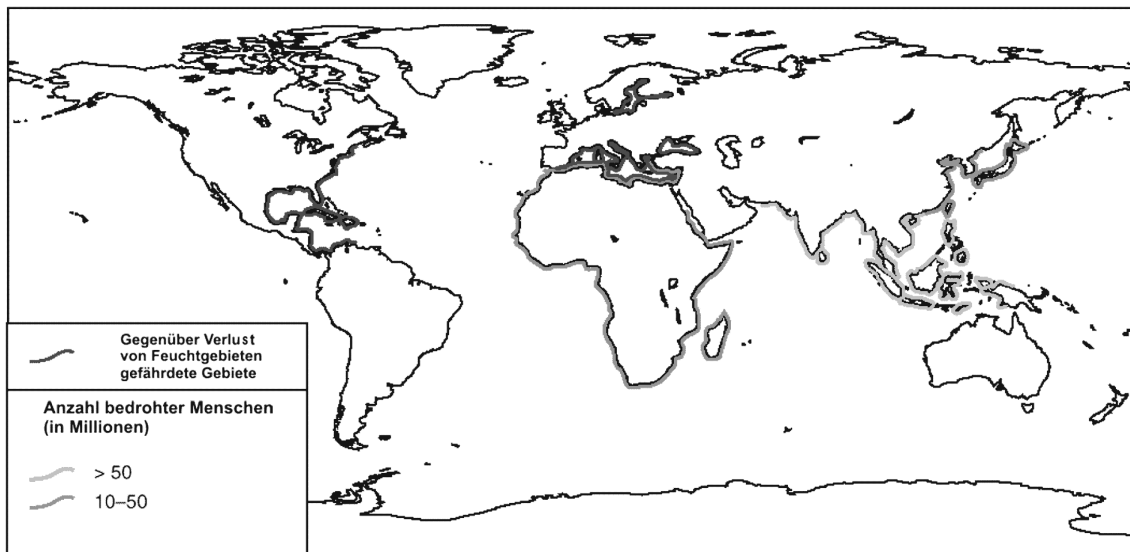 Gegenüber Verlust
von Feuchtgebieten
gefährdete Gebiete
Anzahl bedrohter Menschen
(in Millionen)
> 50
10–50